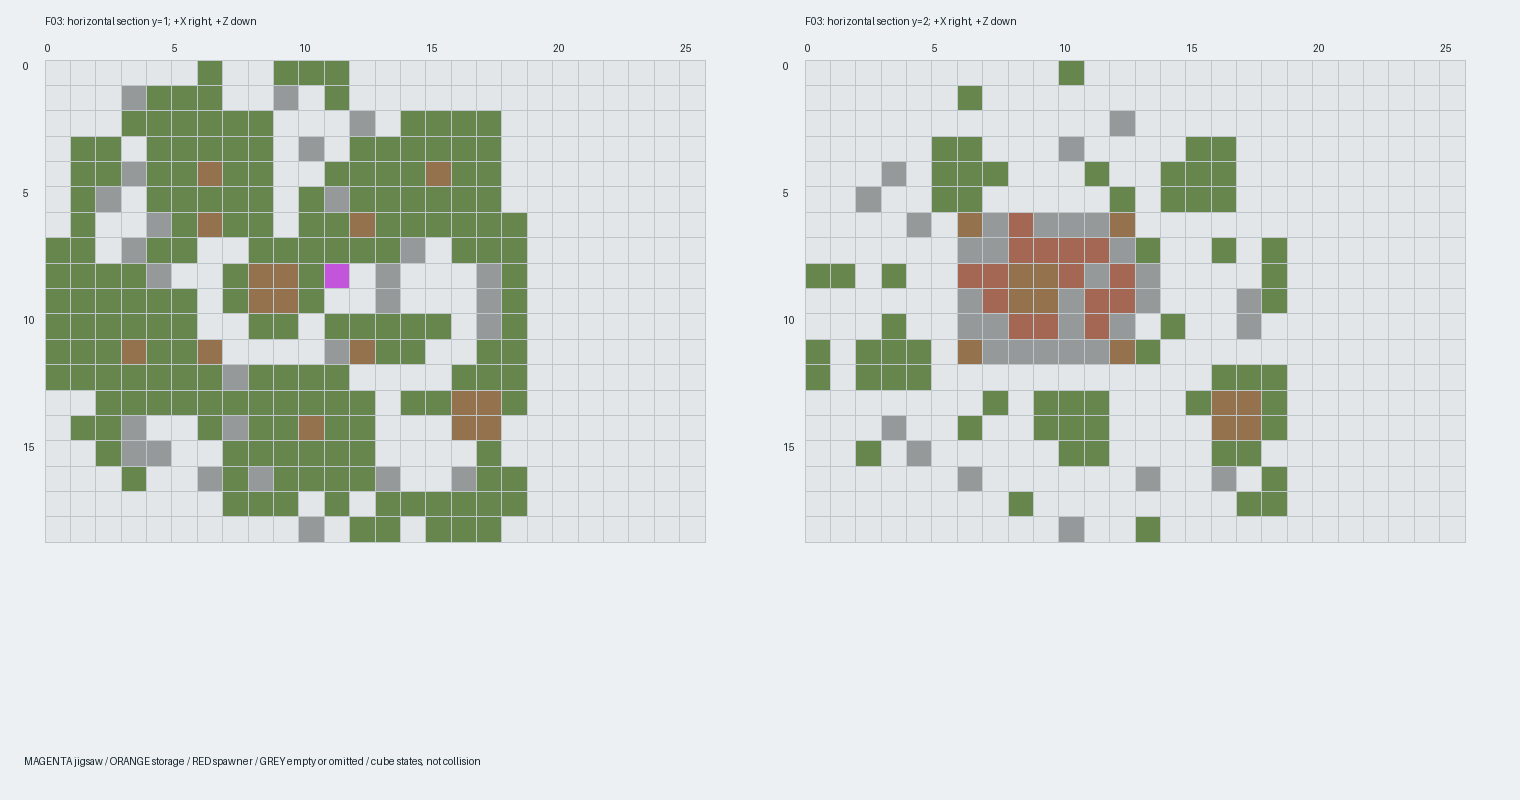 F03: horizontal section y=1; +X right, +Z down
F03: horizontal section y=2; +X right, +Z down
0 5 10 15 20 25
0 5 10 15 20 25
0
5
10
15
0
5
10
15
MAGENTA jigsaw / ORANGE storage / RED spawner / GREY empty or omitted / cube states, not collision